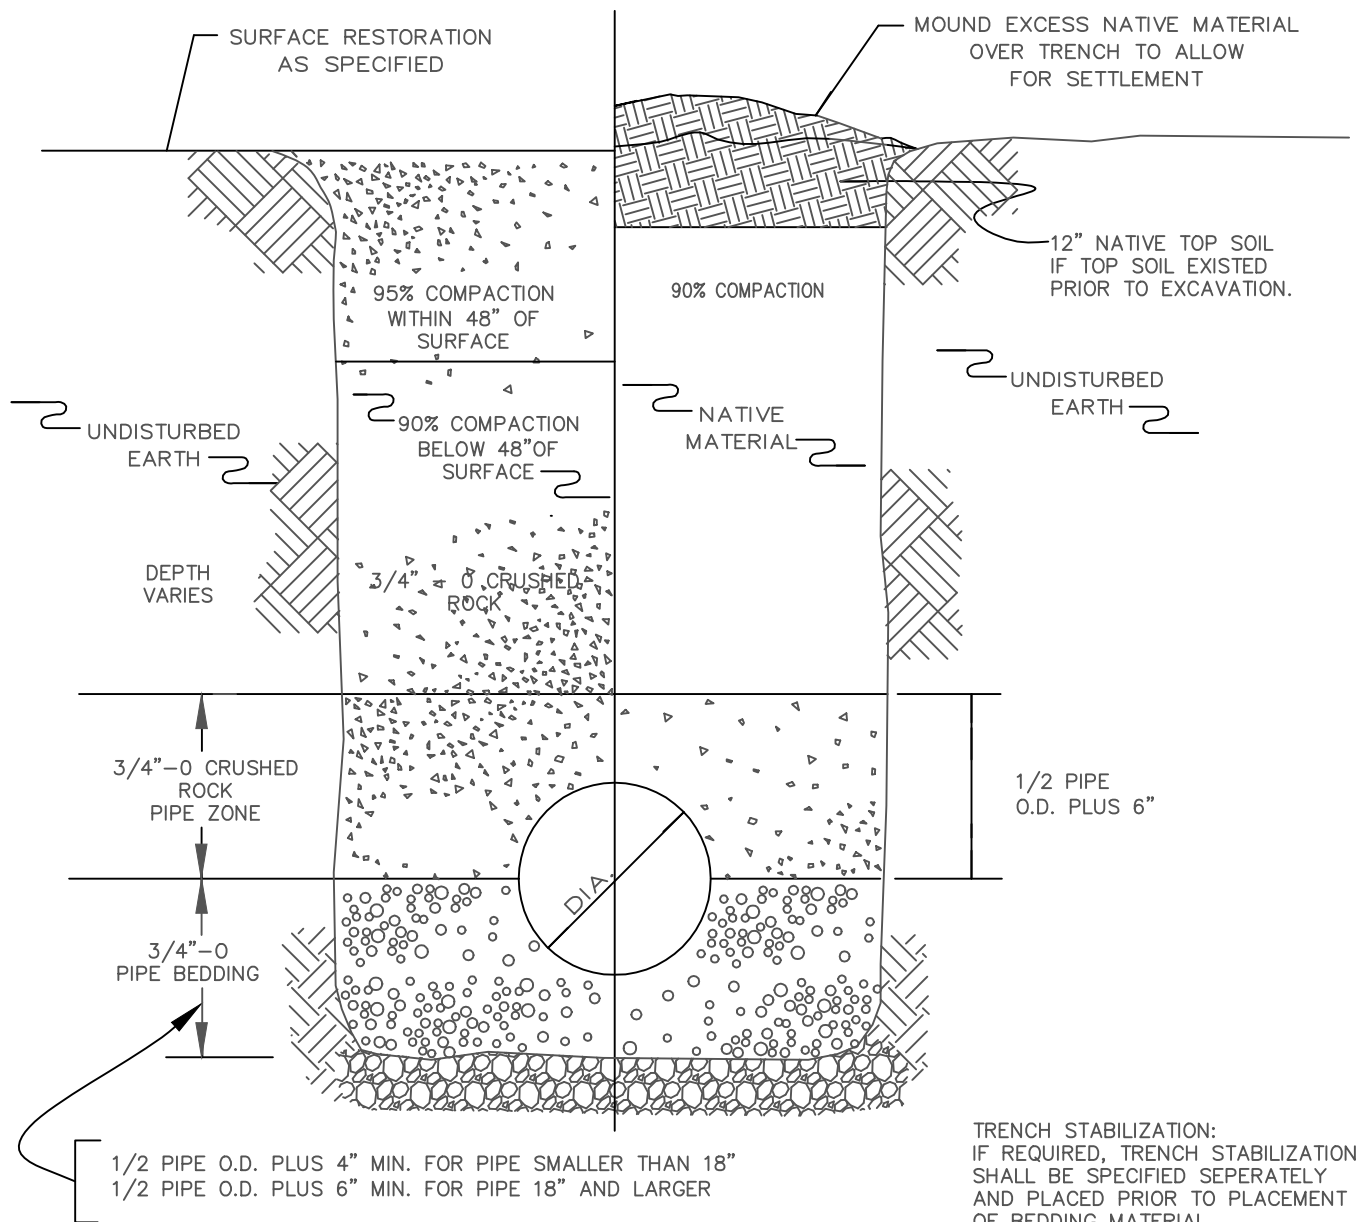 SURFACE RESTORATION
AS SPECIFIED
MOUND EXCESS NATIVE MATERIAL
OVER TRENCH TO ALLOW
FOR SETTLEMENT
12" NATIVE TOP SOIL
IF TOP SOIL EXISTED
PRIOR TO EXCAVATION.
95% COMPACTION
WITHIN 48" OF
SURFACE
90% COMPACTION
UNDISTURBED
EARTH
90% COMPACTION
BELOW 48"OF
SURFACE
NATIVE
MATERIAL
UNDISTURBED
EARTH
DEPTH
VARIES
3/4" - 0 CRUSHED
ROCK
3/4"-0 CRUSHED
ROCK
PIPE ZONE
1/2 PIPE
O.D. PLUS 6"
DIA.
3/4"-0
PIPE BEDDING
1/2 PIPE O.D. PLUS 4" MIN. FOR PIPE SMALLER THAN 18"
1/2 PIPE O.D. PLUS 6" MIN. FOR PIPE 18" AND LARGER
TRENCH STABILIZATION:
IF REQUIRED, TRENCH STABILIZATION
SHALL BE SPECIFIED SEPERATELY
AND PLACED PRIOR TO PLACEMENT
OF BEDDING MATERIAL